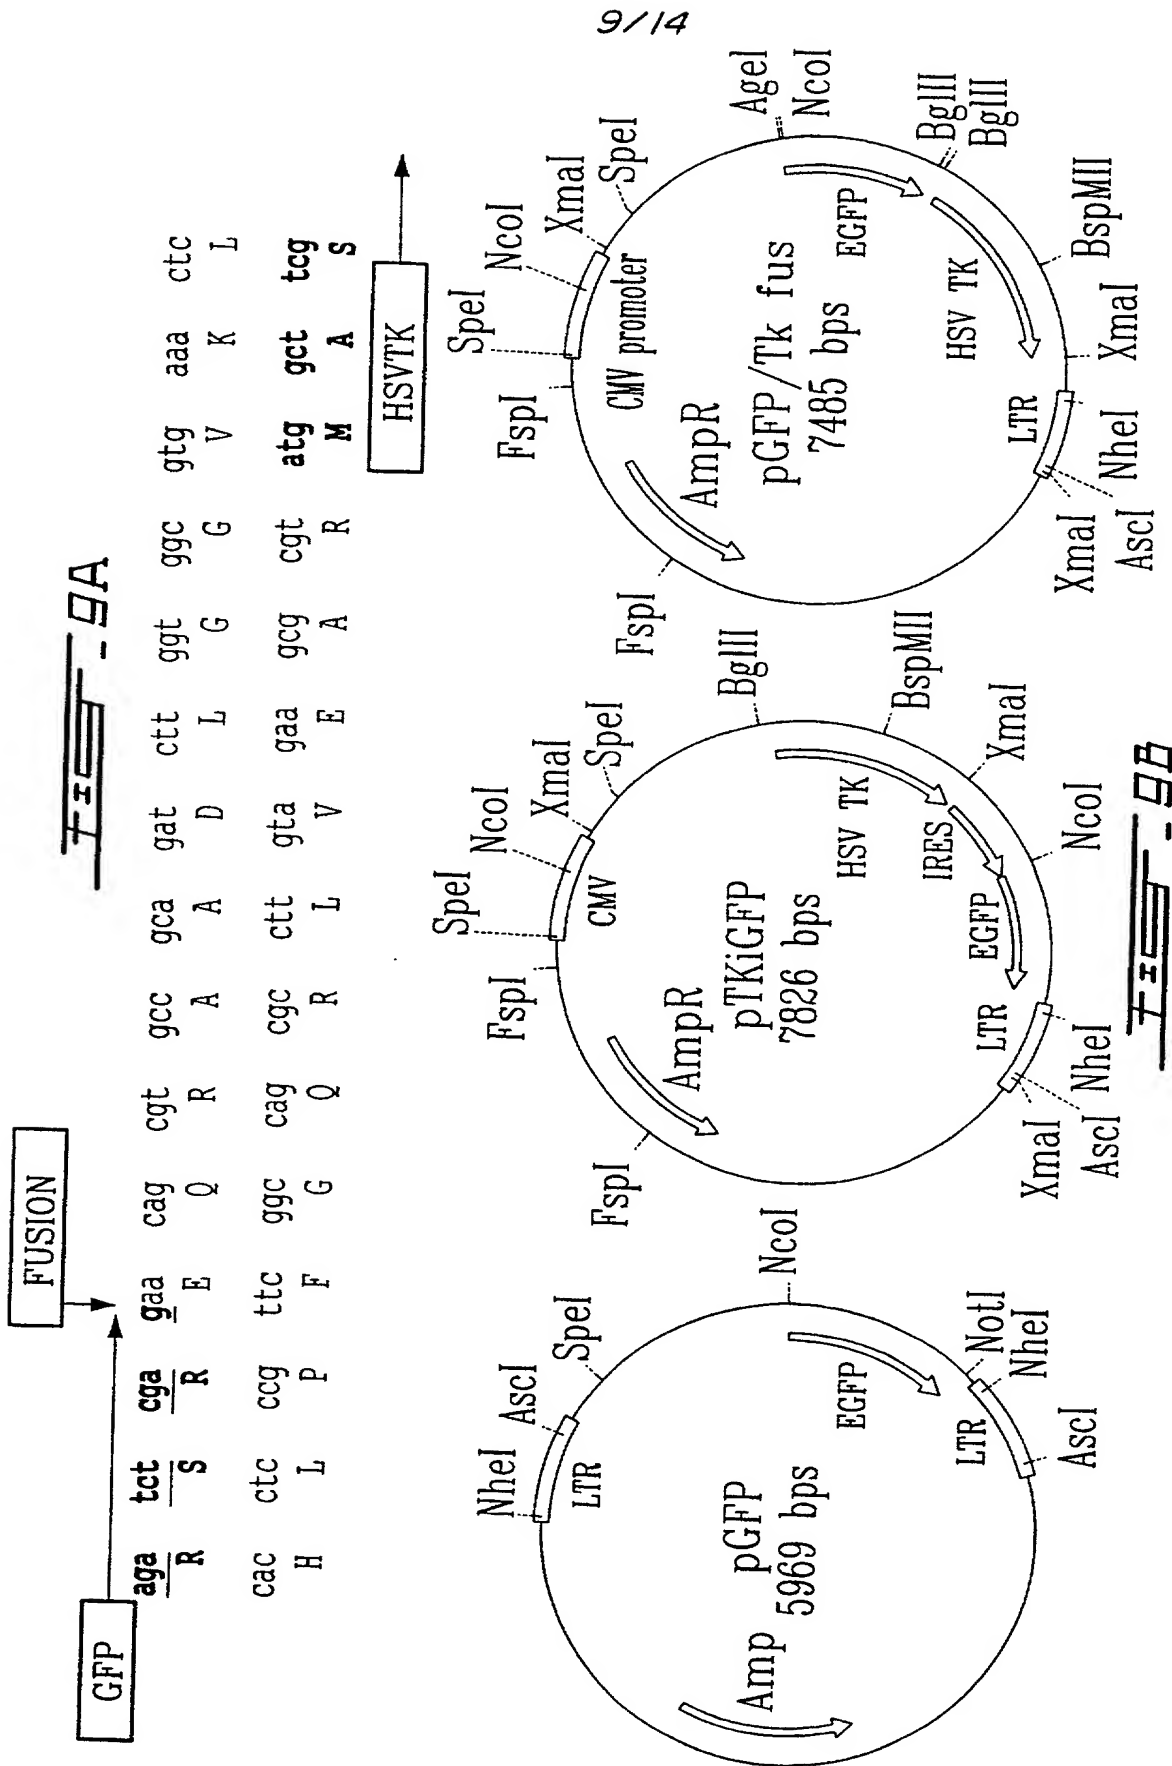 9/14
FIG - 9A
GFP
FUSION
aga tct cga gaa cag cgt gcc gca gat ctt ggt ggc gtg aaa ctc
R S R E Q R A A D L G G V K L
cac ctc ccg ttc ggc cag cgc ctt gta gaa gcg cgt atg gct tcg
H L P F G Q R L V E A R M A S
HSVTK
NheI
AscI
SpeI
LTR
NcoI
EGFP
Amp
pGFP
5969 bps
NotI
NheI
LTR
AscI
FspI
SpeI
NcoI
XmaI
SpeI
CMV
BglII
FspI
AmpR
pTKiGFP
7826 bps
HSV TK
BspMII
IRES
XmaI
EGFP
NcoI
LTR
NheI
AscI
XmaI
FspI
SpeI
NcoI
XmaI
SpeI
CMV promoter
AgeI
NcoI
FspI
AmpR
pGFP/Tk fus
7485 bps
EGFP
BglII
BglII
HSV TK
BspMII
XmaI
LTR
NheI
AscI
XmaI
FIG - 9B